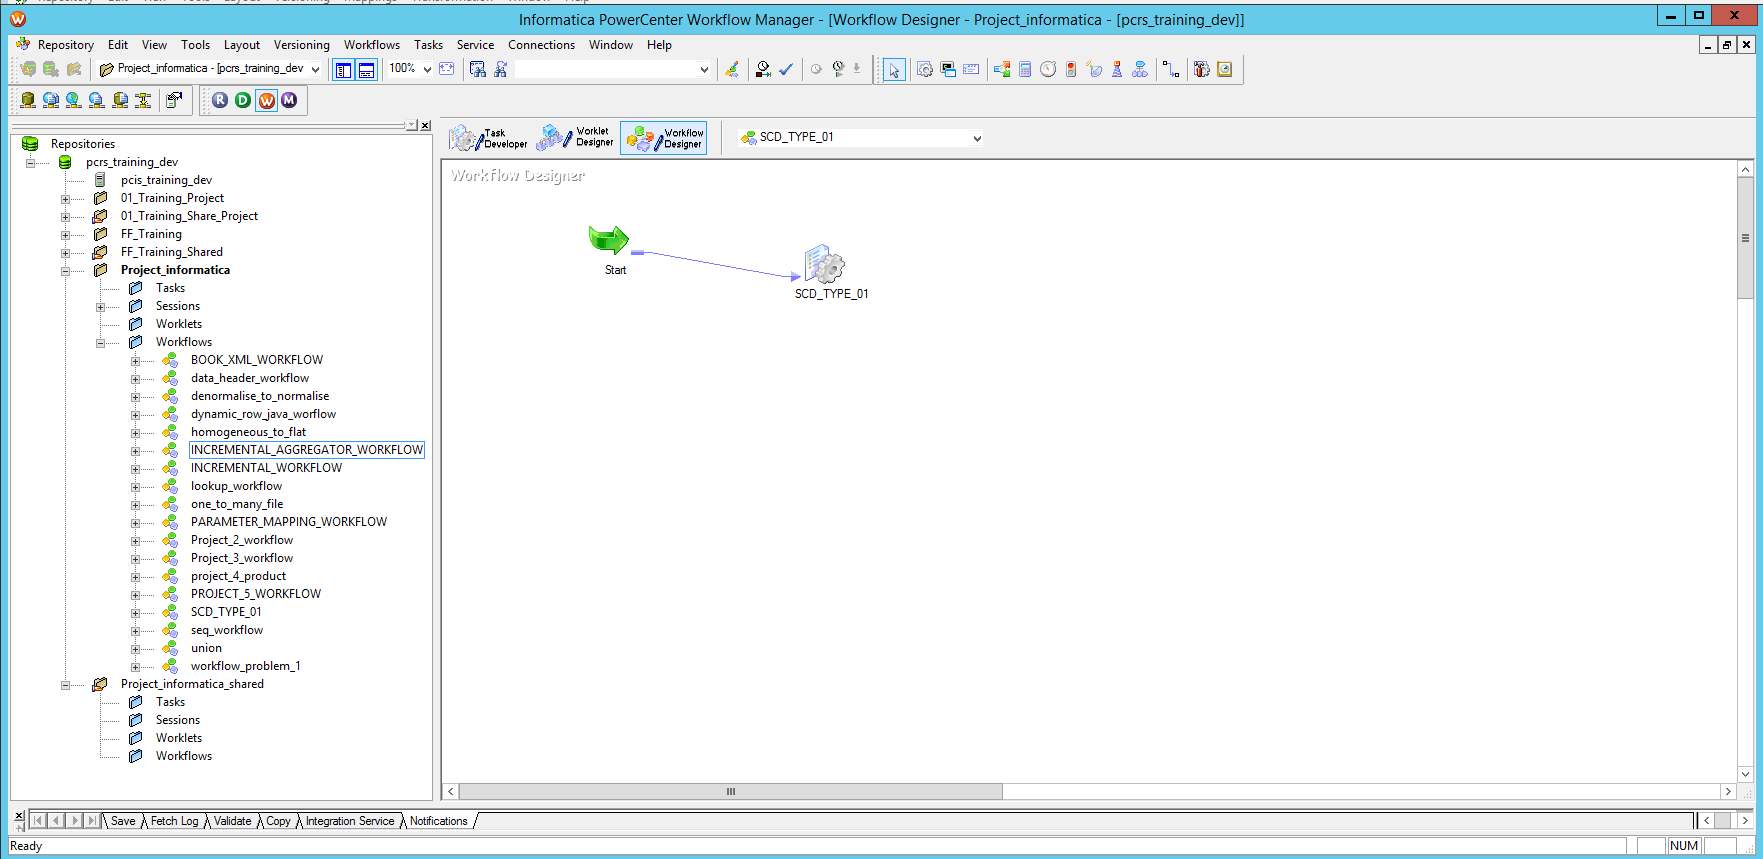 Informatica PowerCenter Workflow Manager - [Workflow Designer - Project_informatica - [pcrs_training_dev]]
Repository Edit View Tools Layout Versioning Workflows Tasks Service Connections Window Help
Project_informatica - [pcrs_training_dev
100%
R D W M
Repositories
pcrs_training_dev
pcis_training_dev
01_Training_Project
01_Training_Share_Project
FF_Training
FF_Training_Shared
Project_informatica
Tasks
Sessions
Worklets
Workflows
BOOK_XML_WORKFLOW
data_header_workflow
denormalise_to_normalise
dynamic_row_java_worflow
homogeneous_to_flat
INCREMENTAL_AGGREGATOR_WORKFLOW
INCREMENTAL_WORKFLOW
lookup_workflow
one_to_many_file
PARAMETER_MAPPING_WORKFLOW
Project_2_workflow
Project_3_workflow
project_4_product
PROJECT_5_WORKFLOW
SCD_TYPE_01
seq_workflow
union
workflow_problem_1
Project_informatica_shared
Tasks
Sessions
Worklets
Workflows
Task Developer
Worklet Designer
Workflow Designer
SCD_TYPE_01
Workflow Designer
Start
SCD_TYPE_01
Save Fetch Log Validate Copy Integration Service Notifications
Ready
NUM